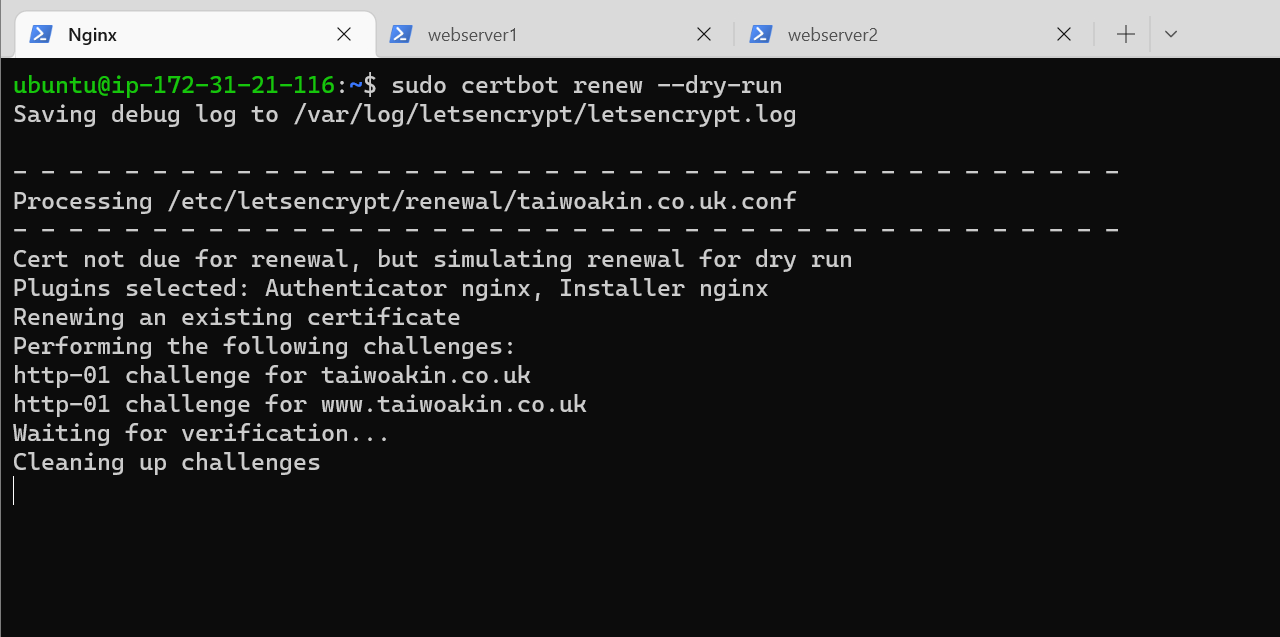 Nginx
webserver1
webserver2
ubuntu@ip-172-31-21-116:~$ sudo certbot renew --dry-run
Saving debug log to /var/log/letsencrypt/letsencrypt.log
- - - - - - - - - - - - - - - - - - - - - - - - - - - - - - - - - - - - - - - -
Processing /etc/letsencrypt/renewal/taiwoakin.co.uk.conf
- - - - - - - - - - - - - - - - - - - - - - - - - - - - - - - - - - - - - - - -
Cert not due for renewal, but simulating renewal for dry run
Plugins selected: Authenticator nginx, Installer nginx
Renewing an existing certificate
Performing the following challenges:
http-01 challenge for taiwoakin.co.uk
http-01 challenge for www.taiwoakin.co.uk
Waiting for verification...
Cleaning up challenges